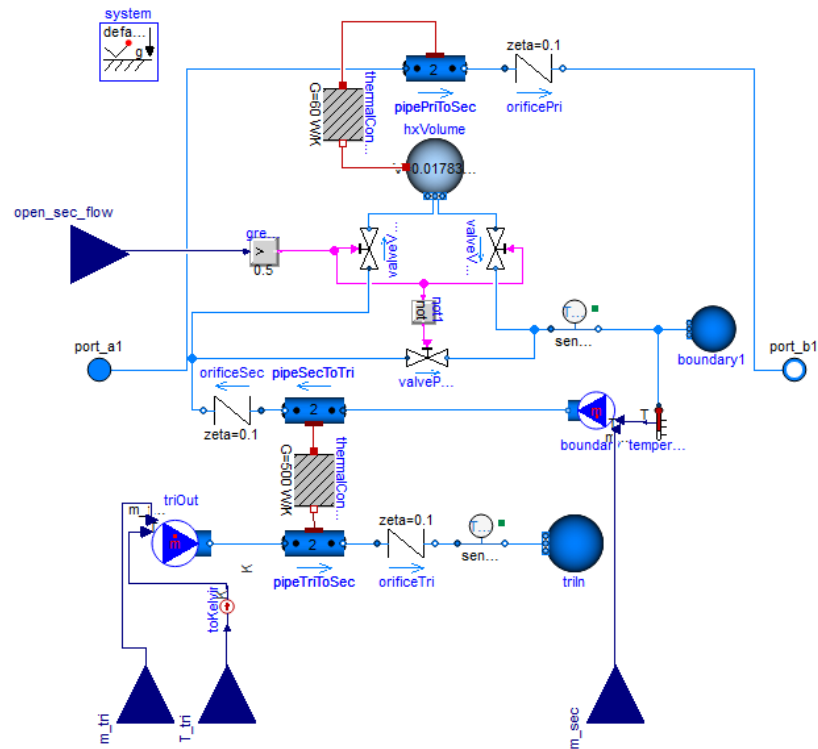 system
defa...
g
zeta=0.1
2
pipePriToSec
orificePri
G=60 W/K
thermalCon
...
hxVolume
0.01783...
open_sec_flow
gre...
>
0.5
valveV...
valveV...
not
not1
T...
sen...
boundary1
port_a1
port_b1
valveP...
orificeSec
pipeSecToTri
2
zeta=0.1
G=500 W/K
thermalCon
...
m
T
boundar...
temper...
triOut
m_...
m
2
zeta=0.1
T...
sen...
K
pipeTriToSec
orificeTri
triIn
toKelvin
K
m_tri
T_tri
m_sec